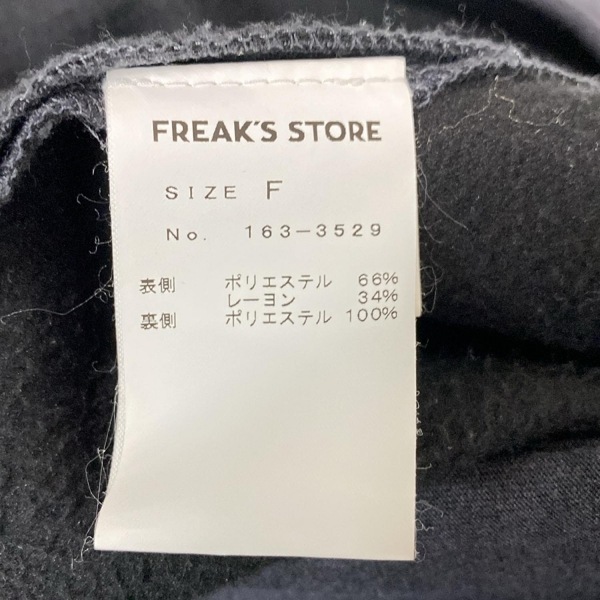 FREAK'S STORE
SIZE F
No. 163-3529
表側 ポリエステル 66%
レーヨン 34%
裏側 ポリエステル 100%